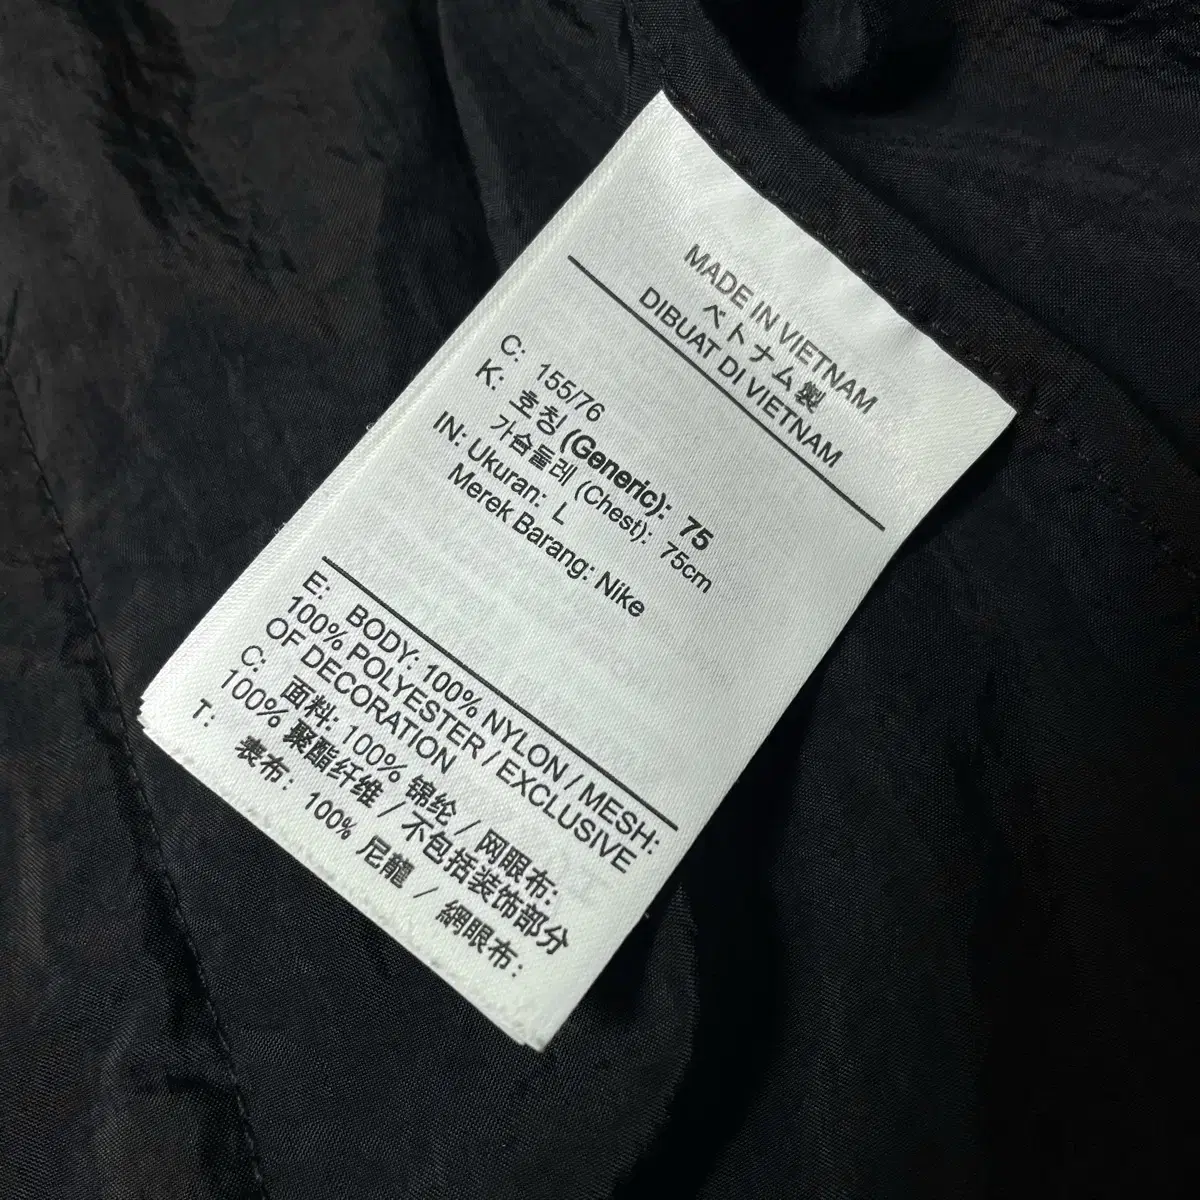 MADE IN VIETNAM
ベトナム製
DIBUAT DI VIETNAM
C: 155/76
K: 호칭 (Generic): 75
가슴둘레 (Chest): 75cm
IN: Ukuran: L
Merek Barang: Nike
E: BODY: 100% NYLON / MESH:
100% POLYESTER / EXCLUSIVE
OF DECORATION
C: 面料: 100% 锦纶 / 网眼布:
100% 聚酯纤维 / 不包括装饰部分
T: 表布: 100% 尼龍 / 網眼布: